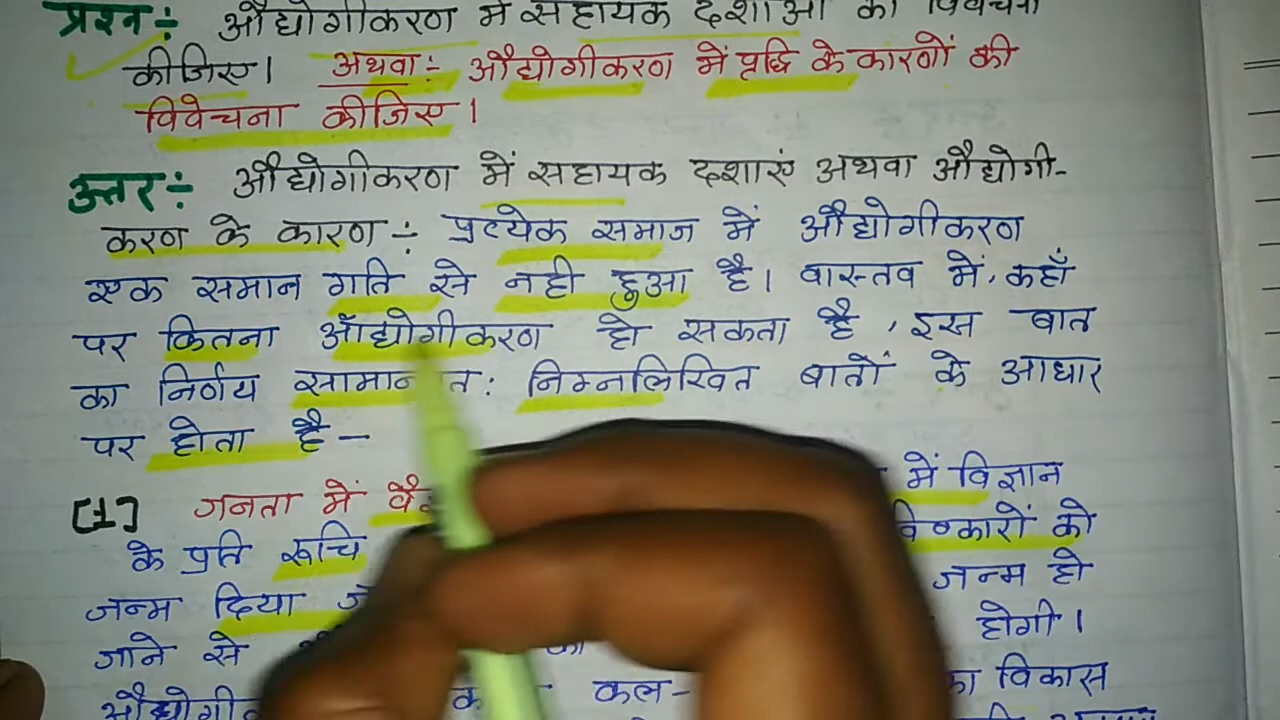 प्रश्न÷ औद्योगीकरण में सहायक दशाओं की विवेचना
कीजिए। अथवा÷ औद्योगीकरण में वृद्धि के कारणों की
विवेचना कीजिए।
उत्तर÷ औद्योगीकरण में सहायक दशाएं अथवा औद्योगी-
करण के कारण÷ प्रत्येक समाज में औद्योगीकरण
एक समान गति से नही हुआ है। वास्तव में, कहाँ
पर कितना औद्योगीकरण हो सकता है, इस बात
का निर्णय निम्नलिखित बातों के आधार
पर होता है –
[1] जनता में में विज्ञान
के प्रति रूचि को
जन्म दिया जन्म हो
जाने से होगी।
कल- विकास